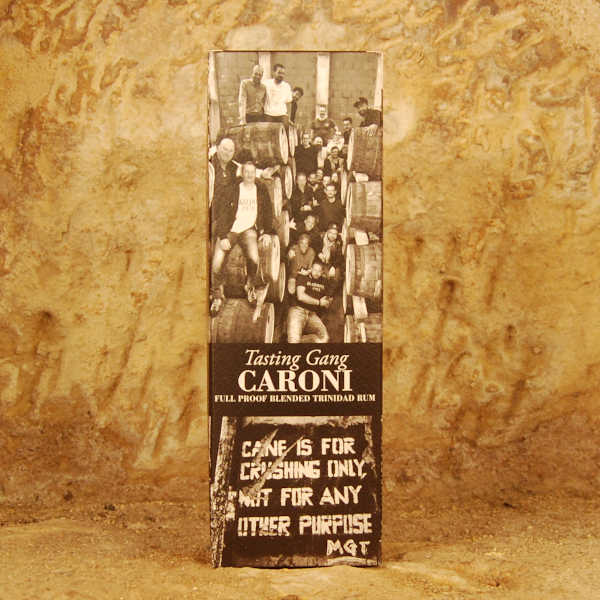 Tasting Gang
CARONI
FULL PROOF BLENDED TRINIDAD RUM
CANE IS FOR
CRUSHING ONLY,
NOT FOR ANY
OTHER PURPOSE
MGT